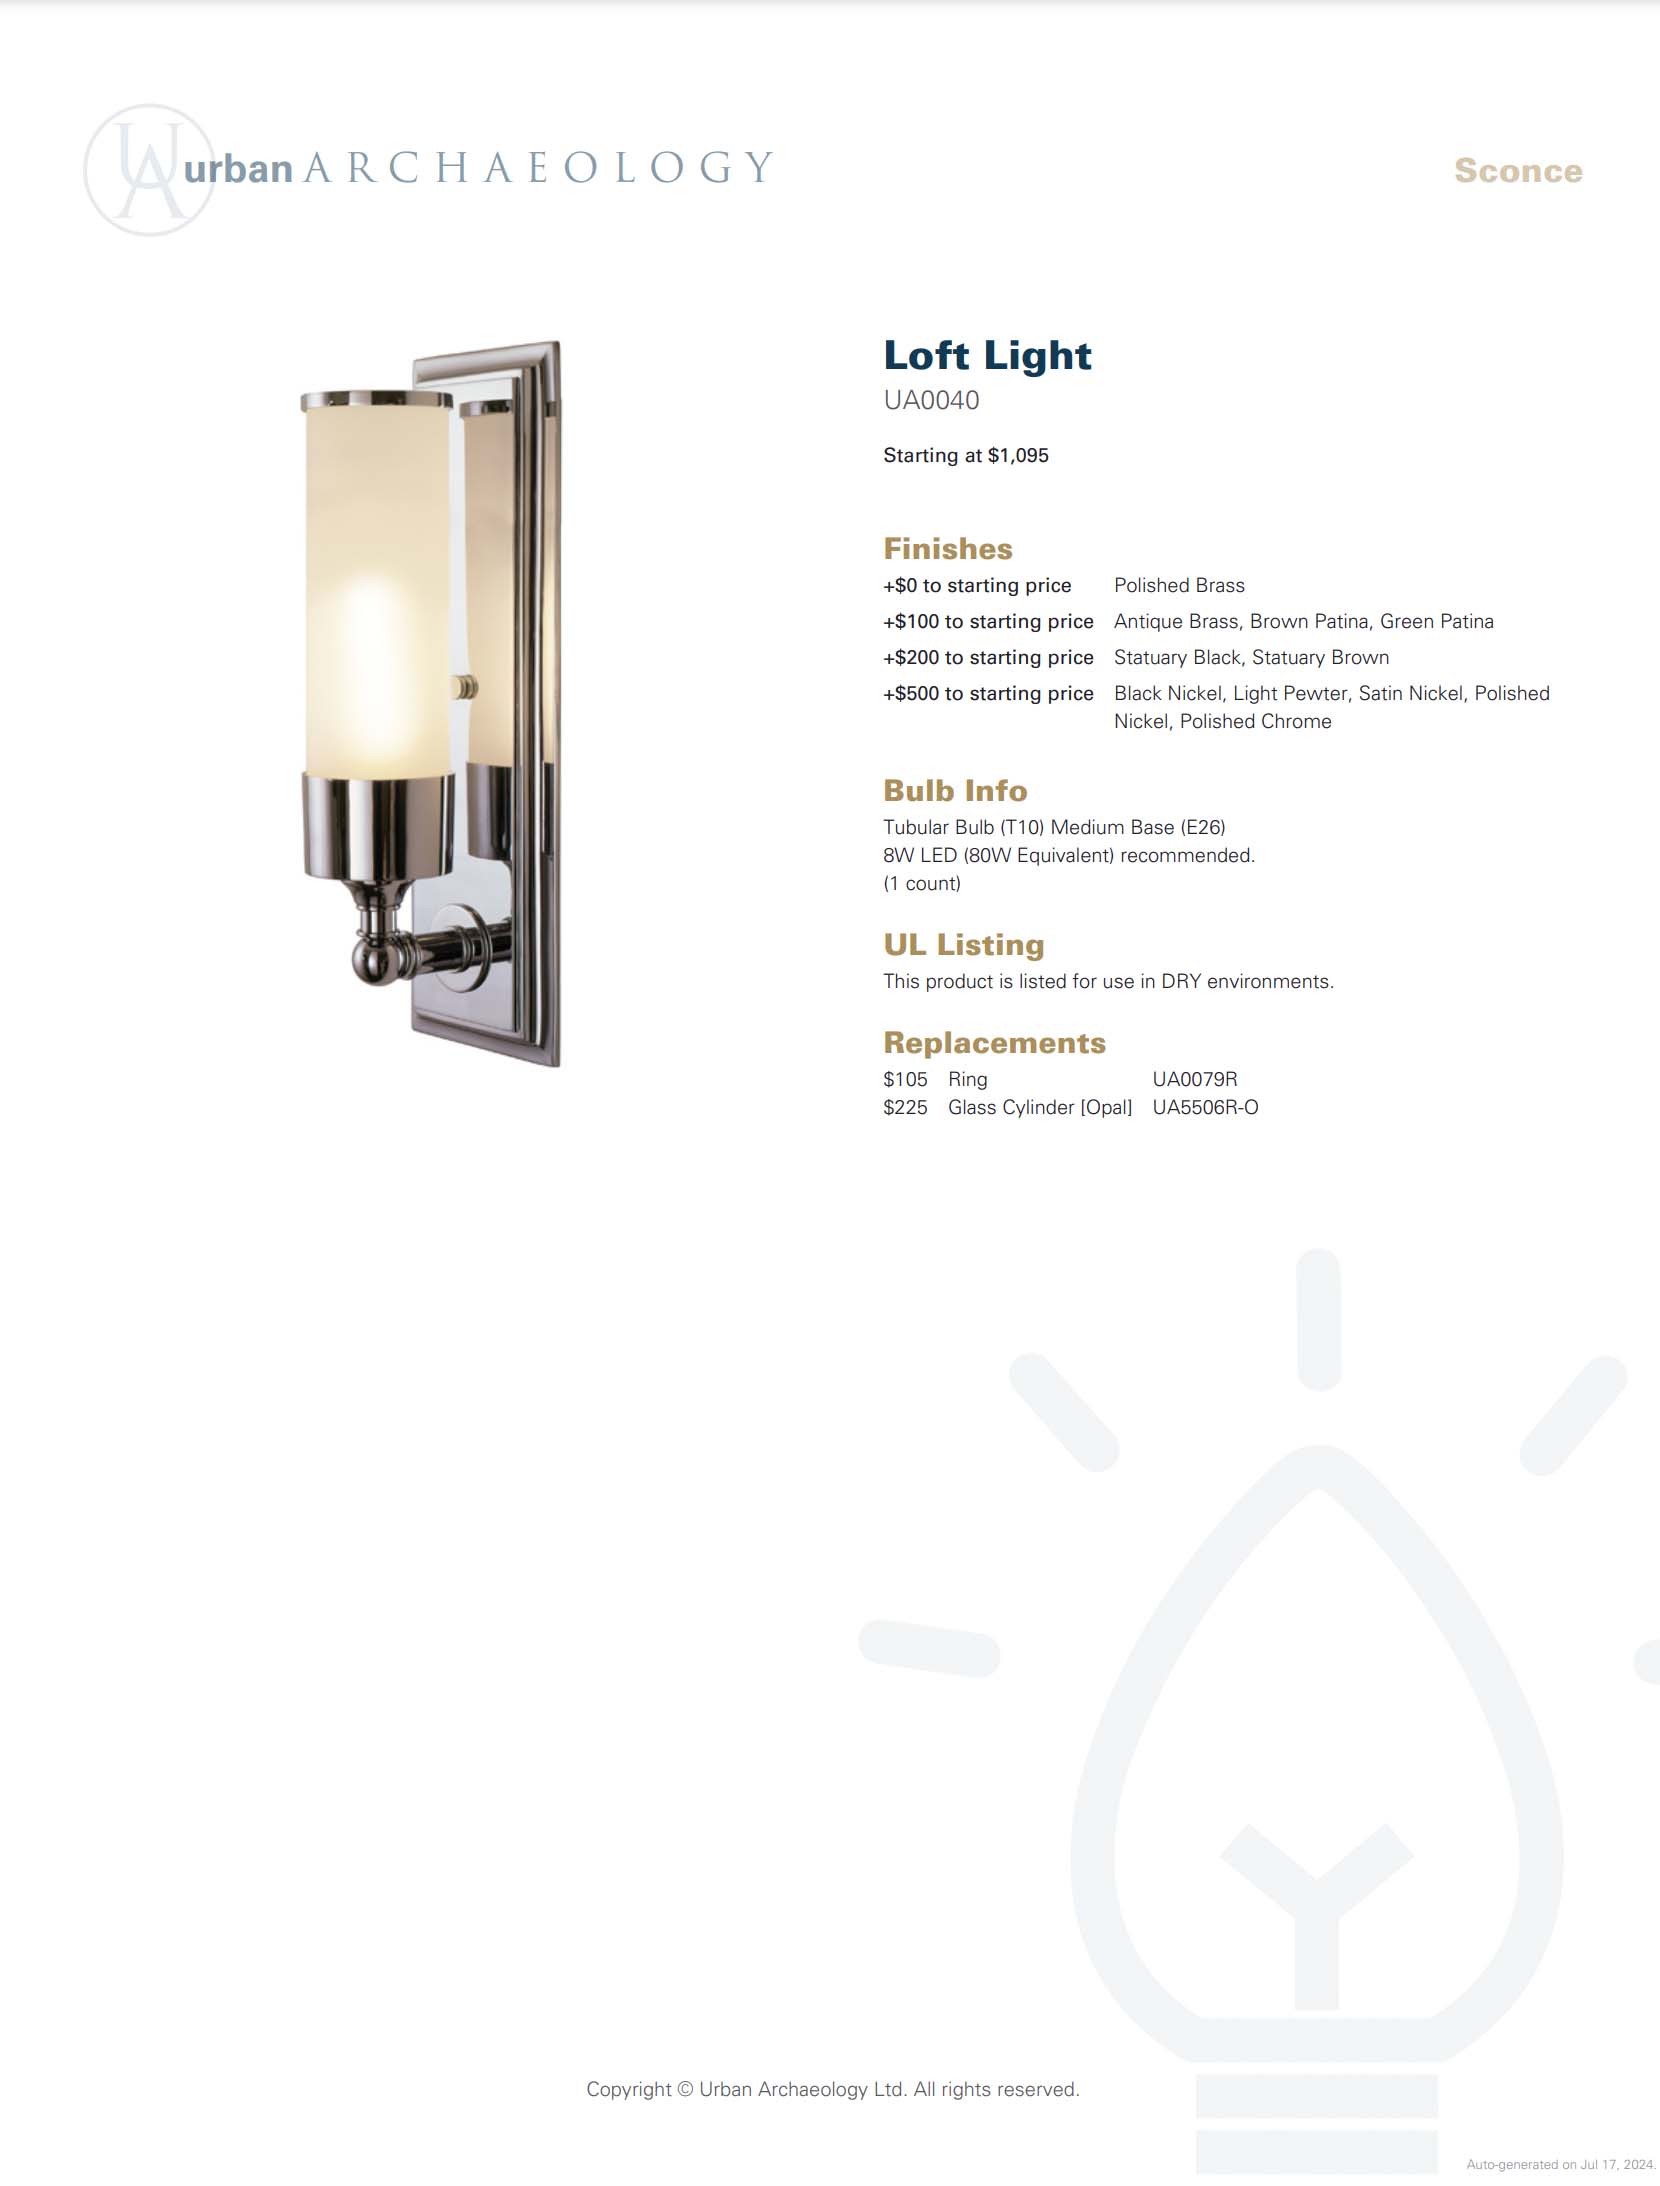 UA urban ARCHAEOLOGY
Sconce
Loft Light
UA0040
Starting at $1,095
Finishes
+$0 to starting price Polished Brass
+$100 to starting price Antique Brass, Brown Patina, Green Patina
+$200 to starting price Statuary Black, Statuary Brown
+$500 to starting price Black Nickel, Light Pewter, Satin Nickel, Polished
Nickel, Polished Chrome
Bulb Info
Tubular Bulb (T10) Medium Base (E26)
8W LED (80W Equivalent) recommended.
(1 count)
UL Listing
This product is listed for use in DRY environments.
Replacements
$105 Ring UA0079R
$225 Glass Cylinder [Opal] UA5506R-O
Copyright © Urban Archaeology Ltd. All rights reserved.
Auto-generated on Jul 17, 2024.